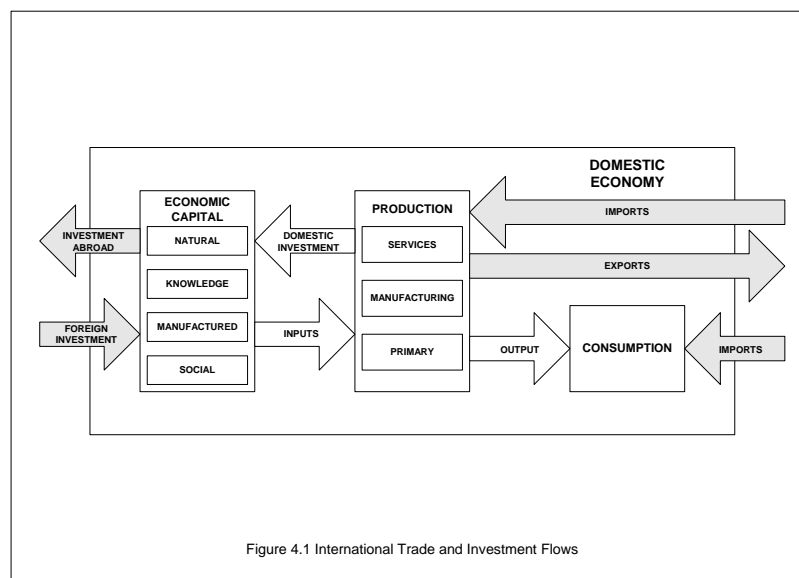 DOMESTIC
ECONOMY
ECONOMIC
CAPITAL
NATURAL
KNOWLEDGE
MANUFACTURED
SOCIAL
INVESTMENT
ABROAD
FOREIGN
INVESTMENT
DOMESTIC
INVESTMENT
INPUTS
PRODUCTION
SERVICES
MANUFACTURING
PRIMARY
IMPORTS
EXPORTS
OUTPUT
CONSUMPTION
IMPORTS
Figure 4.1 International Trade and Investment Flows